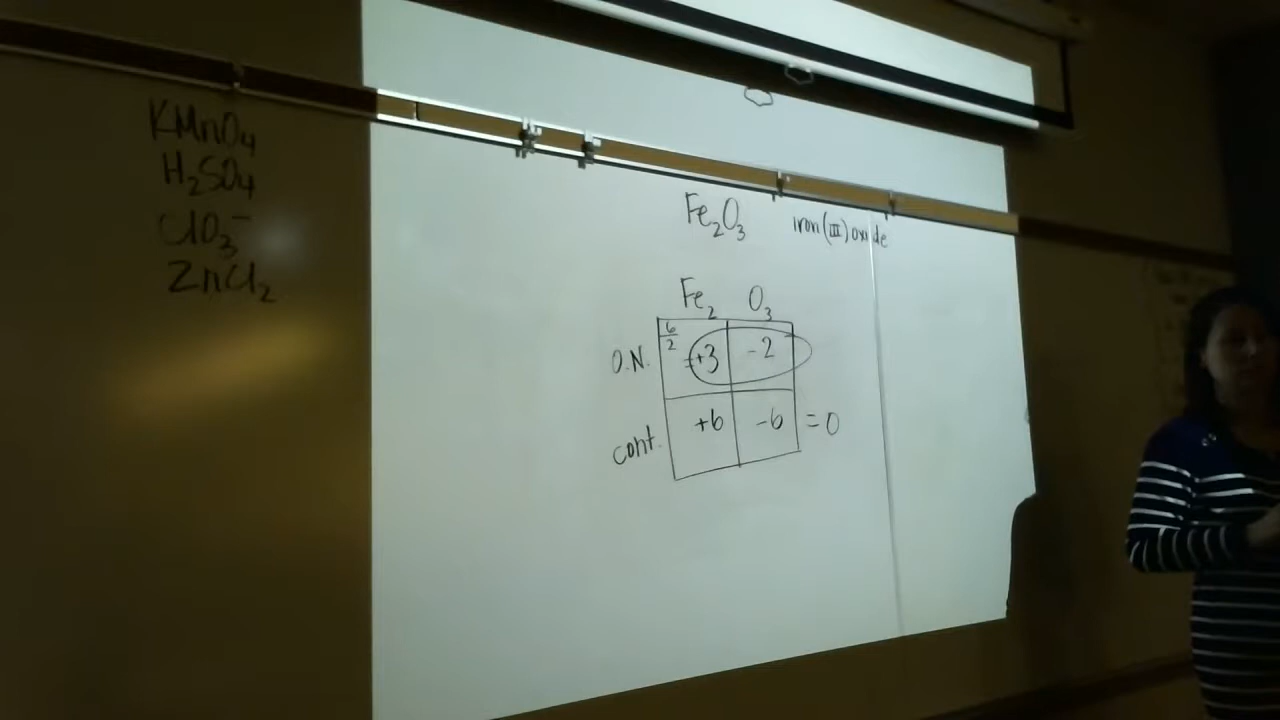 KMnO₄
H₂SO₄
ClO₃⁻
ZnCl₂
Fe₂O₃ iron (III) oxide
Fe₂ O₃
O.N. 6/2 =+3 -2
cont. +6 -6 = 0